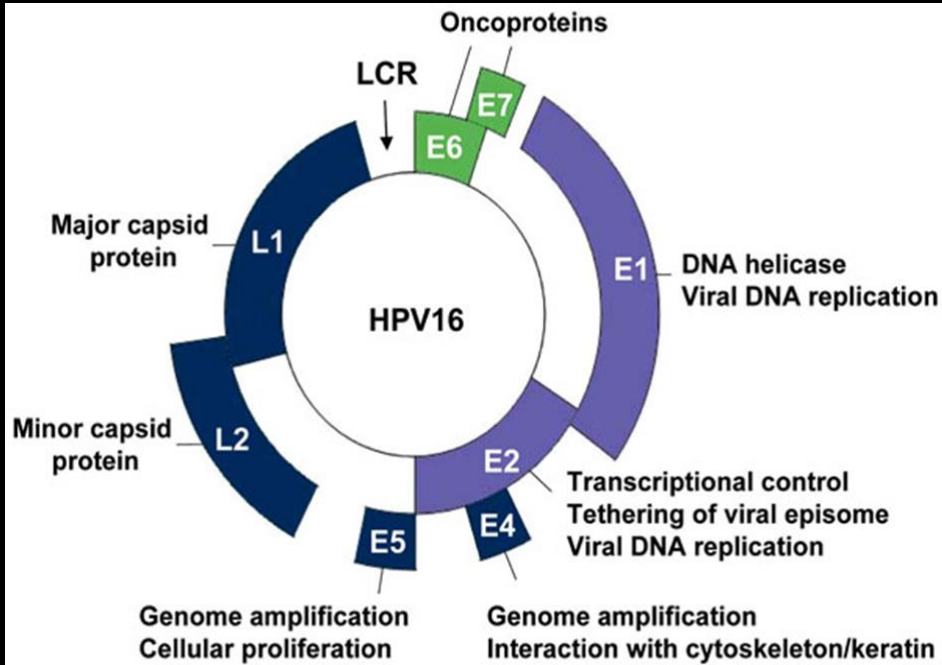 Oncoproteins
LCR
E7
E6
Major capsid
protein
L1
E1
DNA helicase
Viral DNA replication
HPV16
Minor capsid
protein
L2
E2
Transcriptional control
Tethering of viral episome
Viral DNA replication
E4
E5
Genome amplification
Cellular proliferation
Genome amplification
Interaction with cytoskeleton/keratin